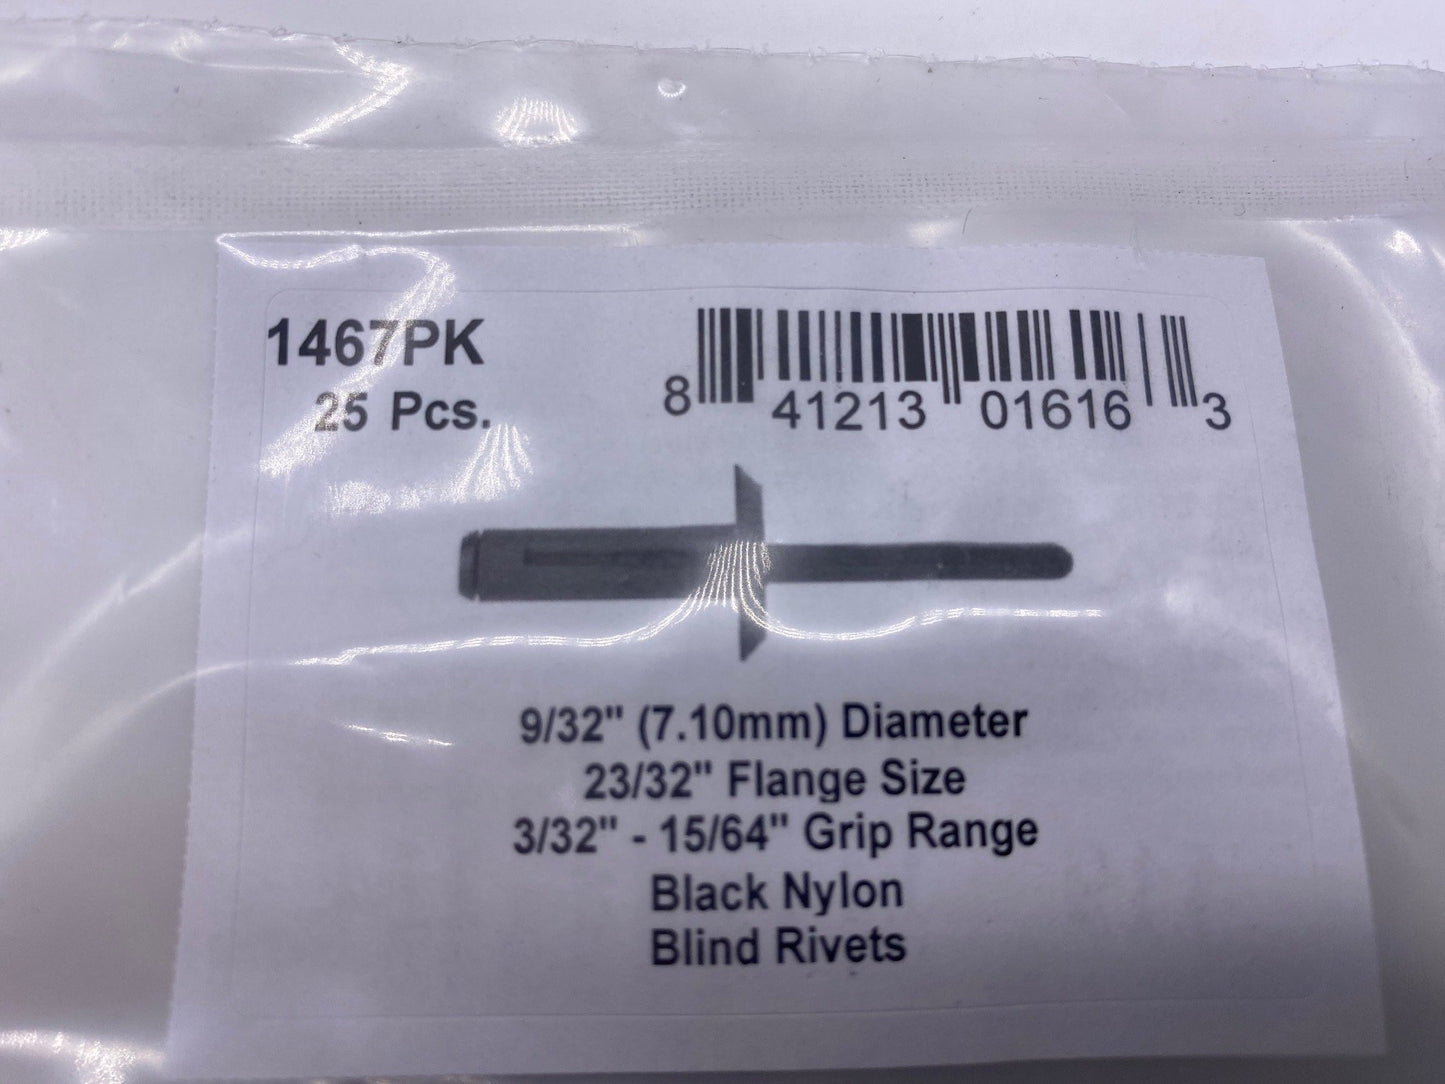 1467PK
25 Pcs.
8 41213 01616 3
9/32" (7.10mm) Diameter
23/32" Flange Size
3/32" - 15/64" Grip Range
Black Nylon
Blind Rivets